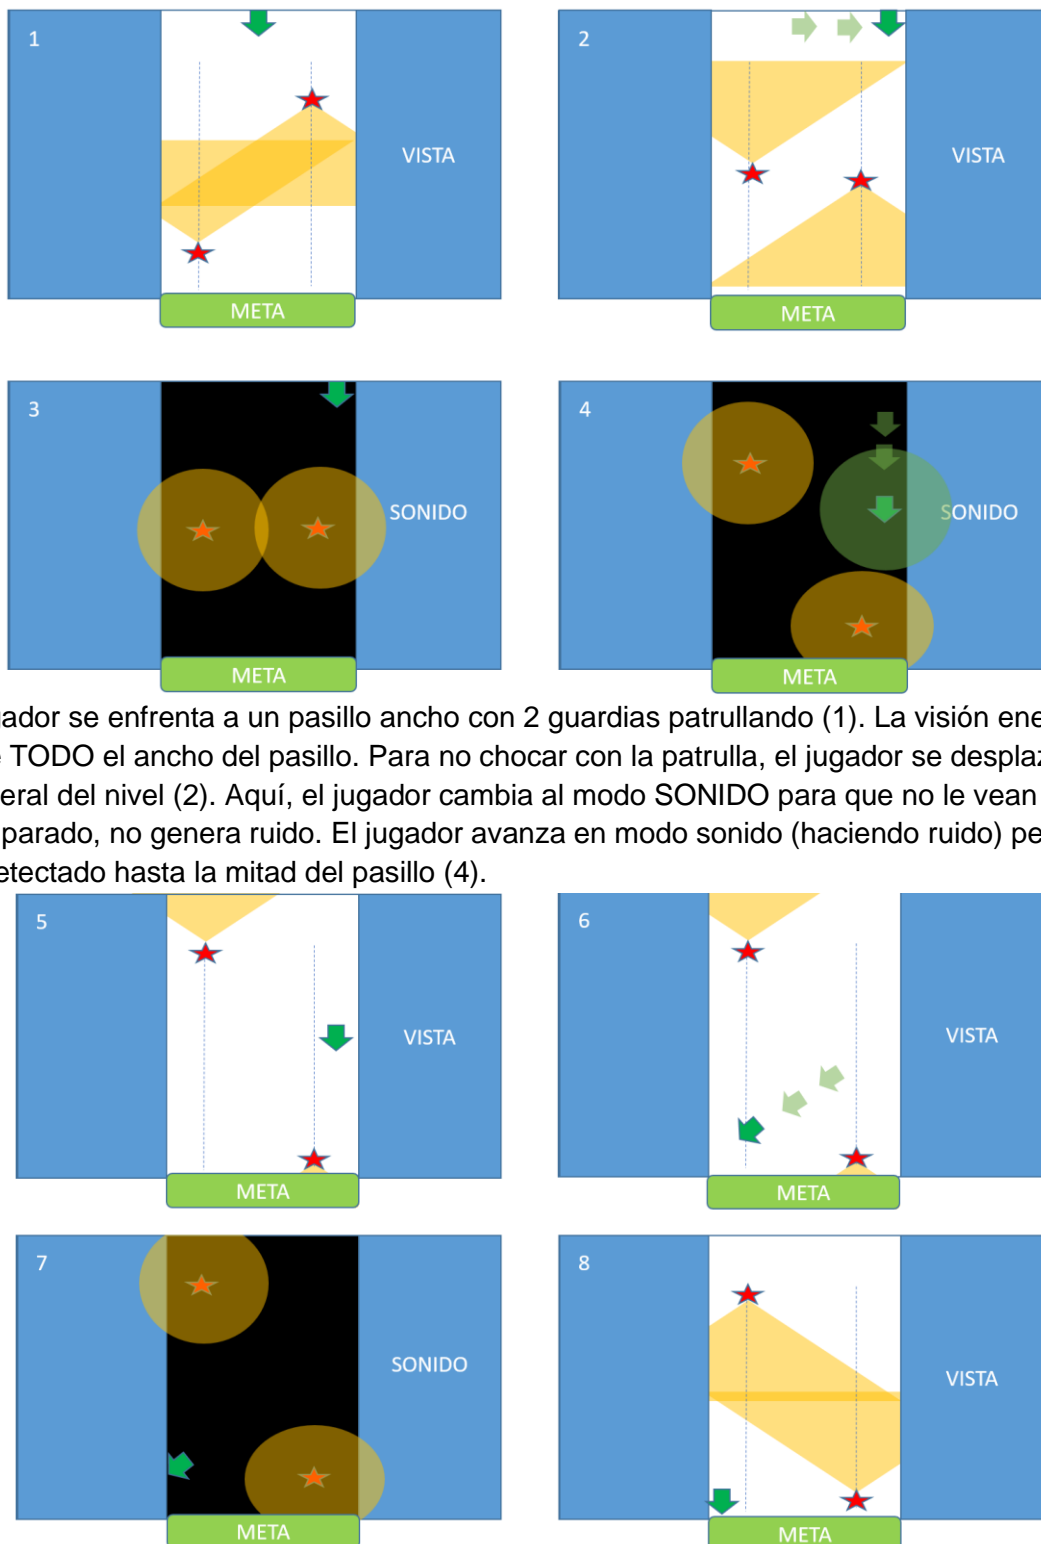 1
VISTA
META
2
VISTA
META
3
SONIDO
META
4
SONIDO
META
gador se enfrenta a un pasillo ancho con 2 guardias patrullando (1). La visión ene
e TODO el ancho del pasillo. Para no chocar con la patrulla, el jugador se desplaz
eral del nivel (2). Aquí, el jugador cambia al modo SONIDO para que no le vean
parado, no genera ruido. El jugador avanza en modo sonido (haciendo ruido) pe
etectado hasta la mitad del pasillo (4).
5
VISTA
META
6
VISTA
META
7
SONIDO
META
8
VISTA
META